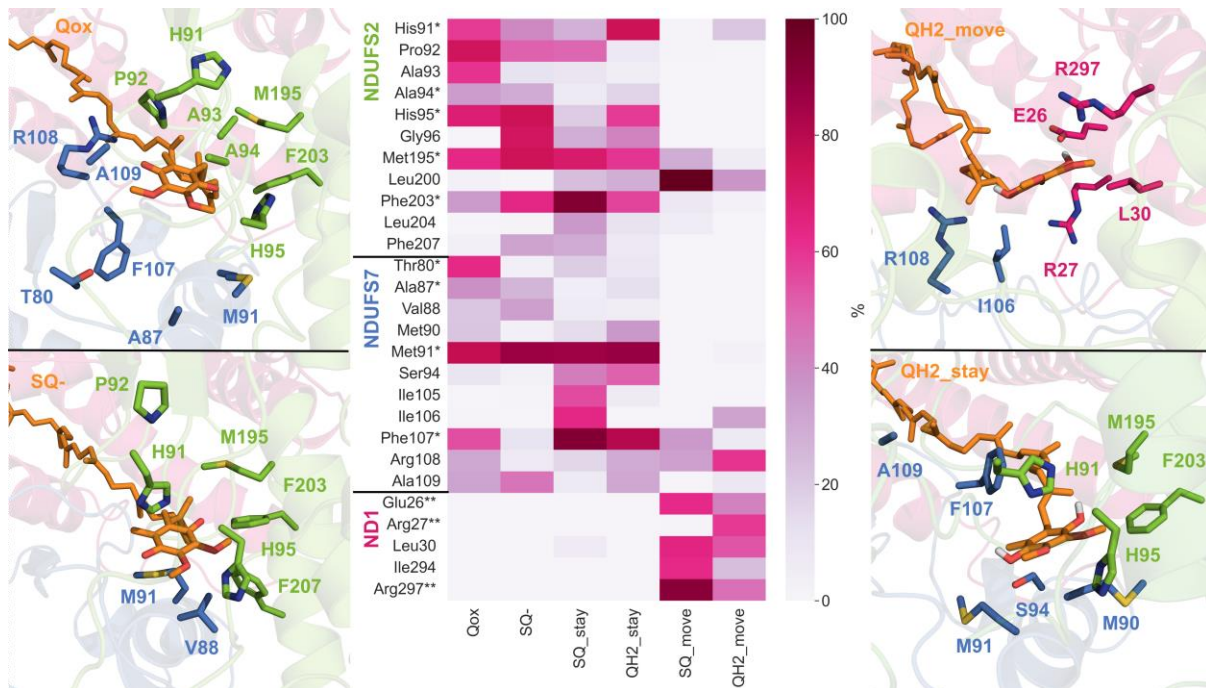 Qox
H91
P92
M195
A93
R108
A94
F203
A109
H95
F107
T80
M91
A87
SQ-
P92
M195
H91
F203
H95
M91
F207
V88
NDUFS2
His91*
Pro92
Ala93
Ala94*
His95*
Gly96
Met195*
Leu200
Phe203*
Leu204
Phe207
NDUFS7
Thr80*
Ala87*
Val88
Met90
Met91*
Ser94
Ile105
Ile106
Phe107*
Arg108
Ala109
ND1
Glu26**
Arg27**
Leu30
Ile294
Arg297**
Qox
SQ-
SQ_stay
QH2_stay
SQ_move
QH2_move
100
80
60
%
40
20
0
QH2_move
R297
E26
L30
R108
R27
I106
QH2_stay
M195
A109
H91
F203
F107
H95
S94
M90
M91